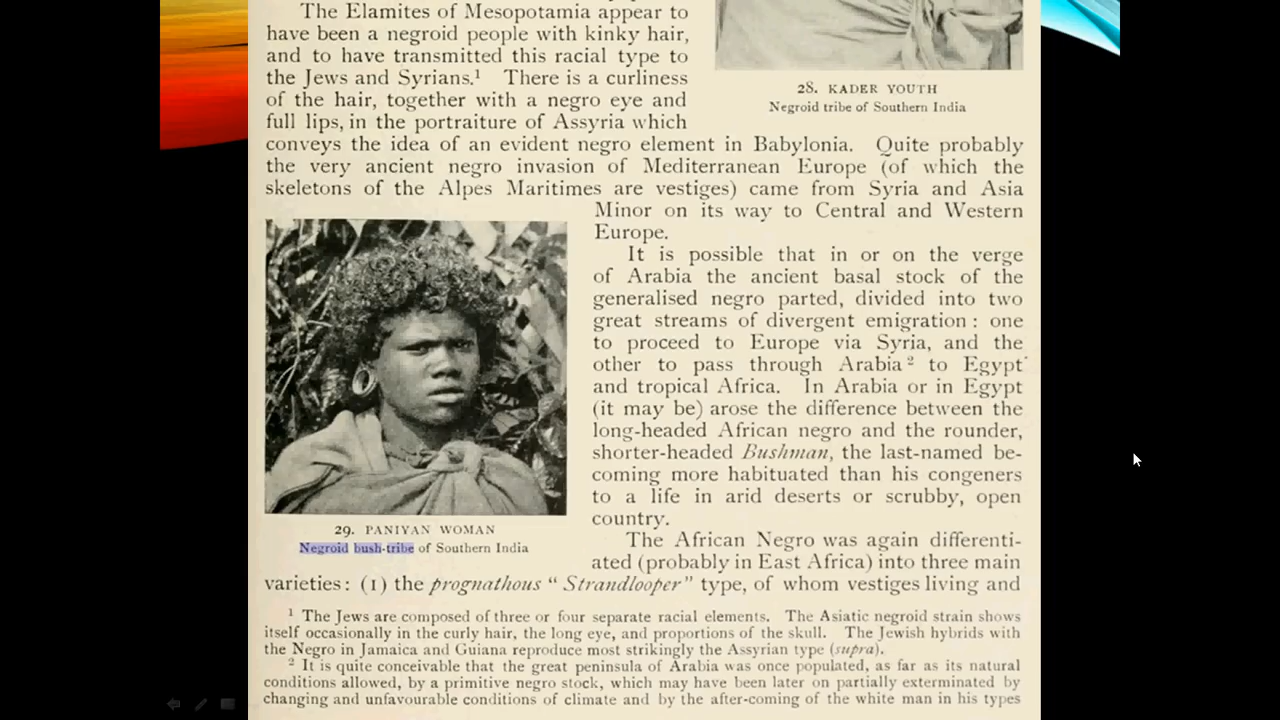 The Elamites of Mesopotamia appear to
have been a negroid people with kinky hair,
and to have transmitted this racial type to
the Jews and Syrians.¹ There is a curliness
of the hair, together with a negro eye and
full lips, in the portraiture of Assyria which
28. KADER YOUTH
Negroid tribe of Southern India
conveys the idea of an evident negro element in Babylonia. Quite probably
the very ancient negro invasion of Mediterranean Europe (of which the
skeletons of the Alpes Maritimes are vestiges) came from Syria and Asia
Minor on its way to Central and Western
Europe.
It is possible that in or on the verge
of Arabia the ancient basal stock of the
generalised negro parted, divided into two
great streams of divergent emigration : one
to proceed to Europe via Syria, and the
other to pass through Arabia² to Egypt
and tropical Africa. In Arabia or in Egypt
(it may be) arose the difference between the
long-headed African negro and the rounder,
shorter-headed Bushman, the last-named be-
coming more habituated than his congeners
to a life in arid deserts or scrubby, open
country.
29. PANIYAN WOMAN
Negroid bush-tribe of Southern India
The African Negro was again differenti-
ated (probably in East Africa) into three main
varieties : (1) the prognathous “ Strandlooper” type, of whom vestiges living and
¹ The Jews are composed of three or four separate racial elements. The Asiatic negroid strain shows
itself occasionally in the curly hair, the long eye, and proportions of the skull. The Jewish hybrids with
the Negro in Jamaica and Guiana reproduce most strikingly the Assyrian type (supra).
² It is quite conceivable that the great peninsula of Arabia was once populated, as far as its natural
conditions allowed, by a primitive negro stock, which may have been later on partially exterminated by
changing and unfavourable conditions of climate and by the after-coming of the white man in his types